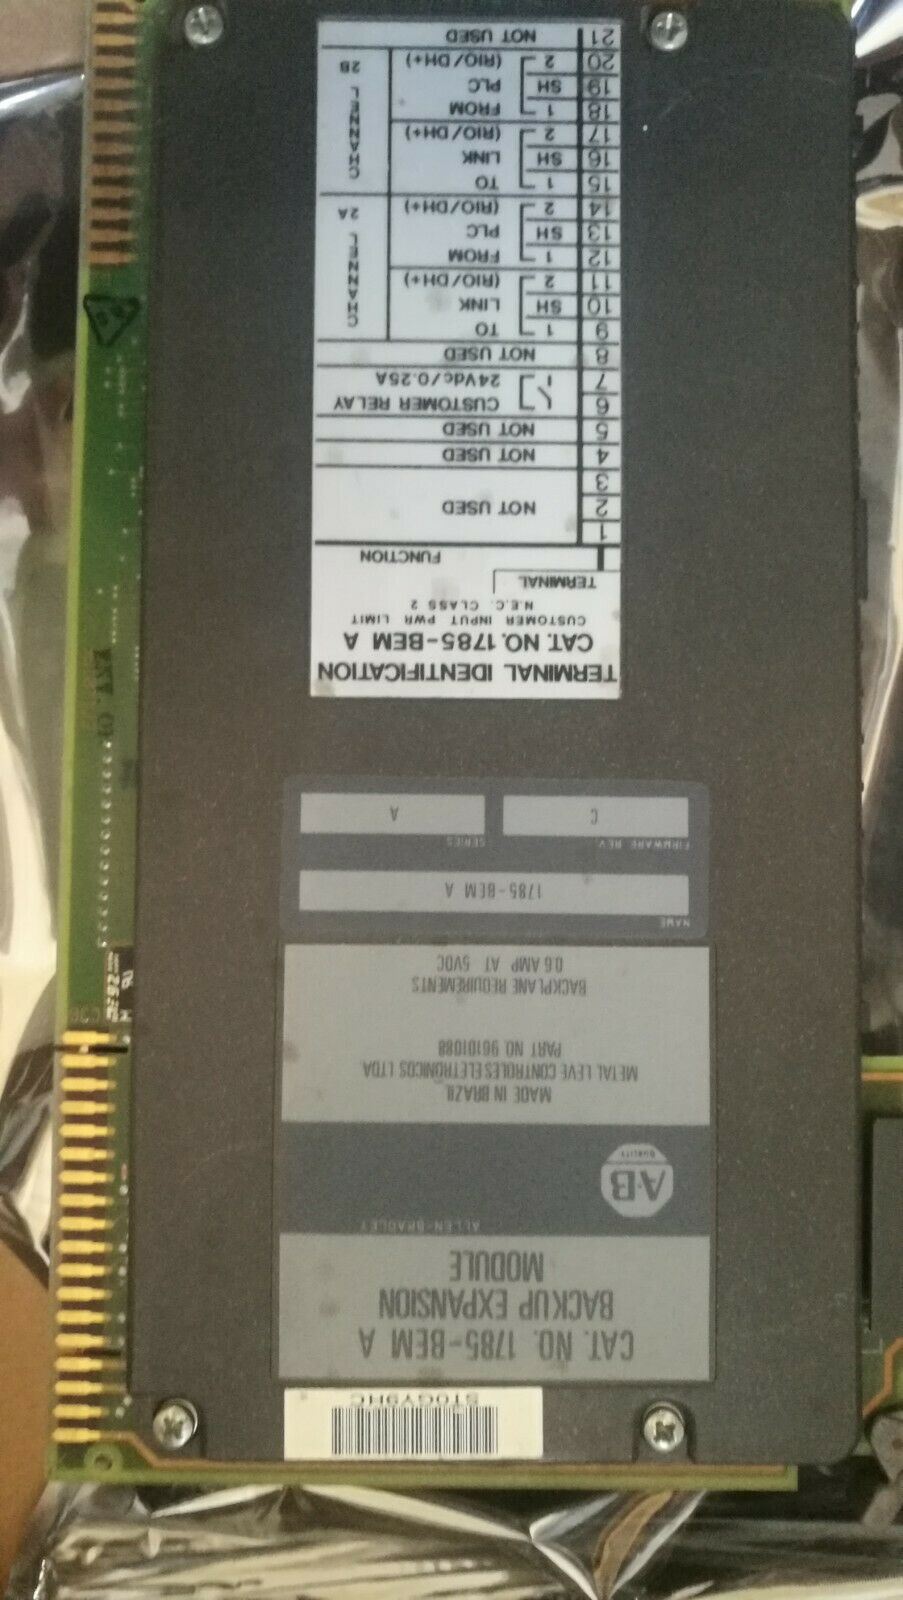 ST0GY9HC
CAT. NO. 1785-BEM A
BACKUP EXPANSION
MODULE
ALLEN-BRADLEY
A-B
QUALITY
MADE IN BRAZIL
METAL LEVE CONTROLES ELETRONICOS LTDA
PART NO. 96101088
BACKPLANE REQUIREMENTS
0.6 AMP AT 5VDC
NAME
1785-BEM A
FIRMWARE REV. SERIES
C A
TERMINAL IDENTIFICATION
CAT. NO. 1785-BEM A
CUSTOMER INPUT PWR LIMIT
N.E.C. CLASS 2
TERMINAL
FUNCTION
1
2 NOT USED
3
4 NOT USED
5 NOT USED
6 CUSTOMER RELAY
7 24Vdc/0.25A
8 NOT USED
9 1 TO
10 SH LINK
11 2 (RIO/DH+)
12 1 FROM
13 SH PLC
14 2 (RIO/DH+)
CHANNEL 2A
15 1 TO
16 SH LINK
17 2 (RIO/DH+)
18 1 FROM
19 SH PLC
20 2 (RIO/DH+)
CHANNEL 2B
21 NOT USED